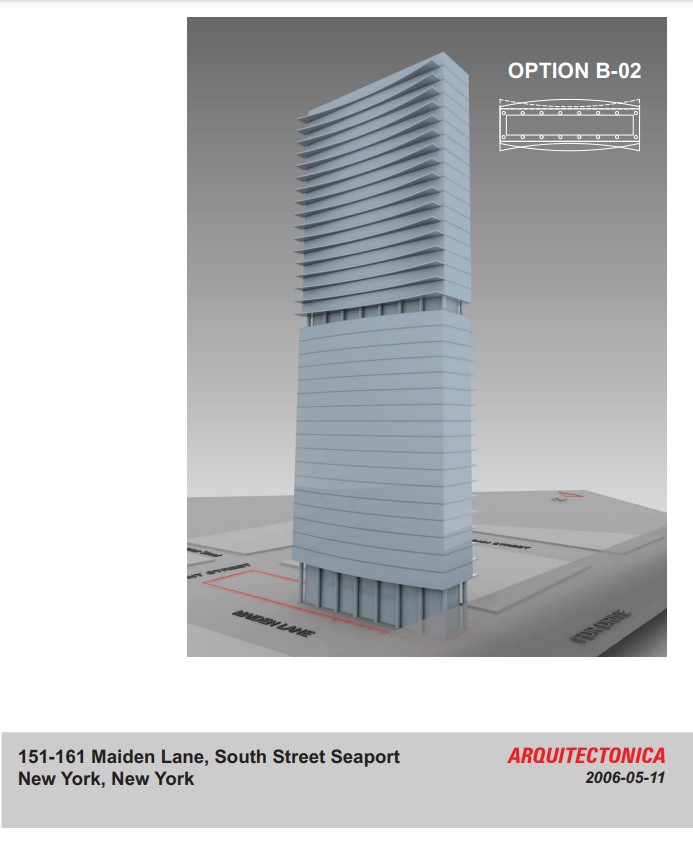 OPTION B-02
MAIDEN LANE
151-161 Maiden Lane, South Street Seaport
New York, New York
ARQUITECTONICA
2006-05-11